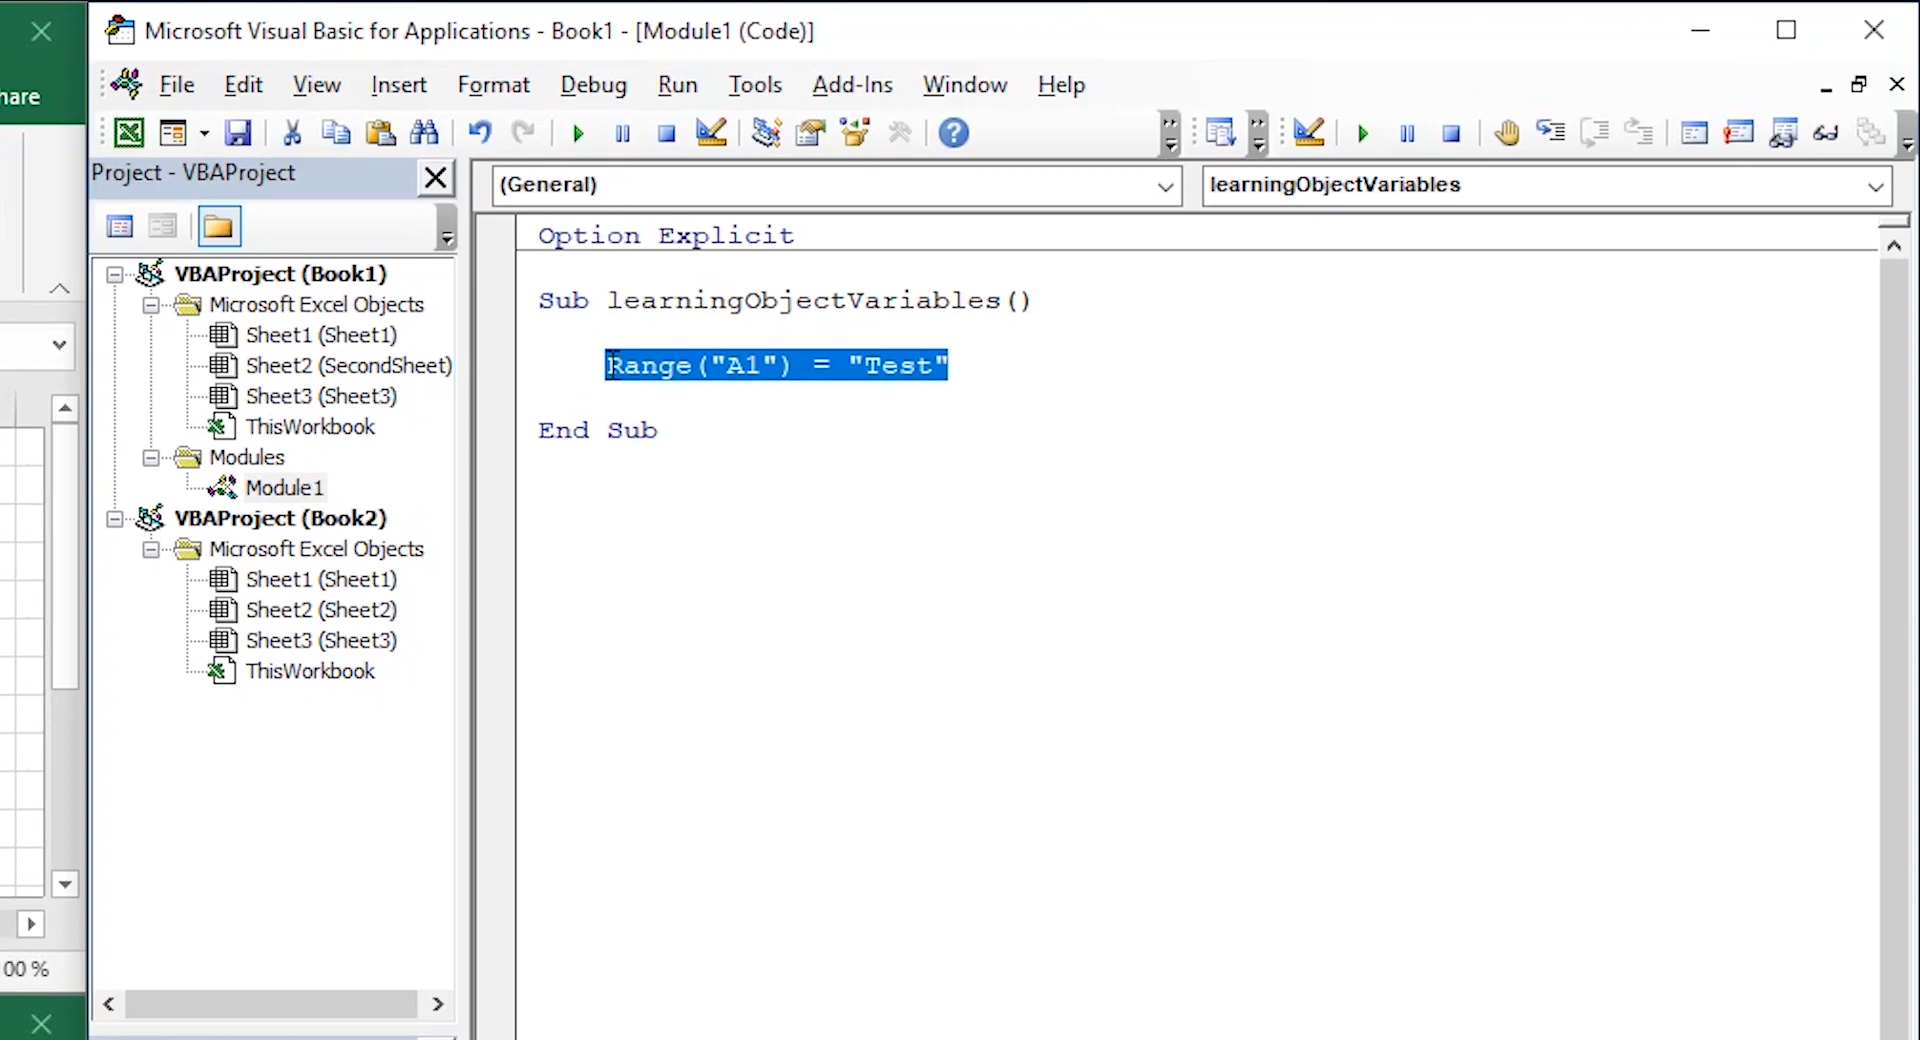 Microsoft Visual Basic for Applications - Book1 - [Module1 (Code)]
hare
File Edit View Insert Format Debug Run Tools Add-Ins Window Help
Project - VBAProject
(General)
learningObjectVariables
VBAProject (Book1)
Microsoft Excel Objects
Sheet1 (Sheet1)
Sheet2 (SecondSheet)
Sheet3 (Sheet3)
ThisWorkbook
Modules
Module1
VBAProject (Book2)
Microsoft Excel Objects
Sheet1 (Sheet1)
Sheet2 (Sheet2)
Sheet3 (Sheet3)
ThisWorkbook
Option Explicit
Sub learningObjectVariables()
Range("A1") = "Test"
End Sub
00 %